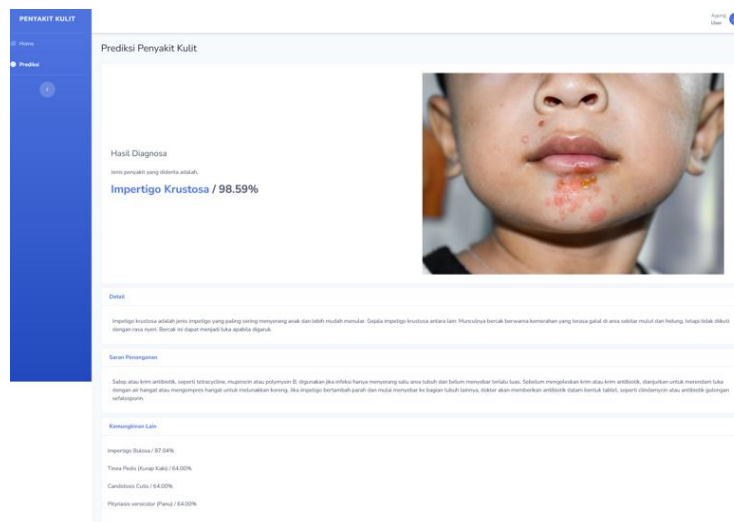 PENYAKIT KULIT
Agung
User
Home
Prediksi
Prediksi Penyakit Kulit
Hasil Diagnosa
Jenis penyakit yang diderita adalah,
Impertigo Krustosa / 98.59%
Detail
Impetigo krustosa adalah jenis impetigo yang paling sering menyerang anak dan lebih mudah menular. Gejala impetigo krustosa antara lain: Munculnya bercak berwarna kemerahan yang terasa gatal di area sekitar mulut dan hidung, tetapi tidak diikuti
dengan rasa nyeri. Bercak ini dapat menjadi luka apabila digaruk.
Saran Penanganan
Salep atau krim antibiotik, seperti tetracycline, mupirocin atau polymyxin B, digunakan jika infeksi hanya menyerang satu area tubuh dan belum menyebar terlalu luas. Sebelum mengoleskan krim atau krim antibiotik, dianjurkan untuk merendam luka
dengan air hangat atau mengompres hangat untuk melunakkan koreng. Jika impetigo bertambah parah dan mulai menyebar ke bagian tubuh lainnya, dokter akan memberikan antibiotik dalam bentuk tablet, seperti clindamycin atau antibiotik golongan
sefalosporin.
Kemungkinan Lain
Impertigo Bulosa / 97.04%
Tinea Pedis (Kurap Kaki) / 64.00%
Candidosis Cutis / 64.00%
Pityriasis versicolor (Panu) / 64.00%